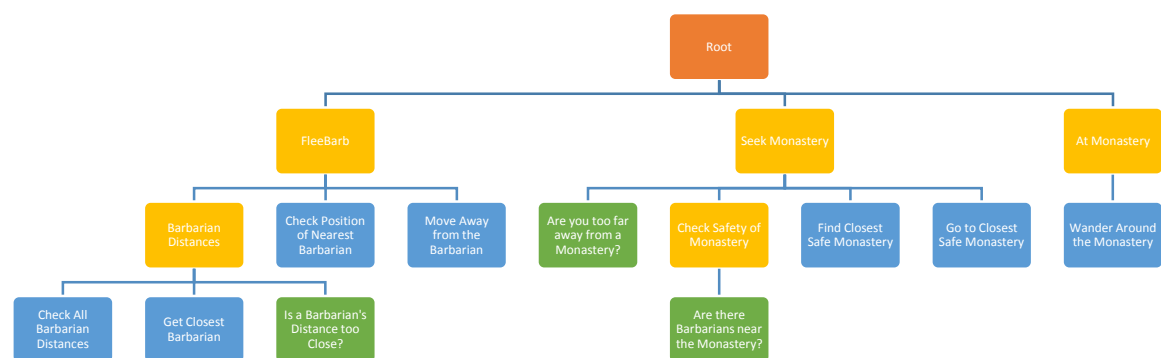 Root
FleeBarb
Seek Monastery
At Monastery
Barbarian
Distances
Check Position
of Nearest
Barbarian
Move Away
from the
Barbarian
Are you too far
away from a
Monastery?
Check Safety of
Monastery
Find Closest
Safe Monastery
Go to Closest
Safe Monastery
Wander Around
the Monastery
Check All
Barbarian
Distances
Get Closest
Barbarian
Is a Barbarian's
Distance too
Close?
Are there
Barbarians near
the Monastery?